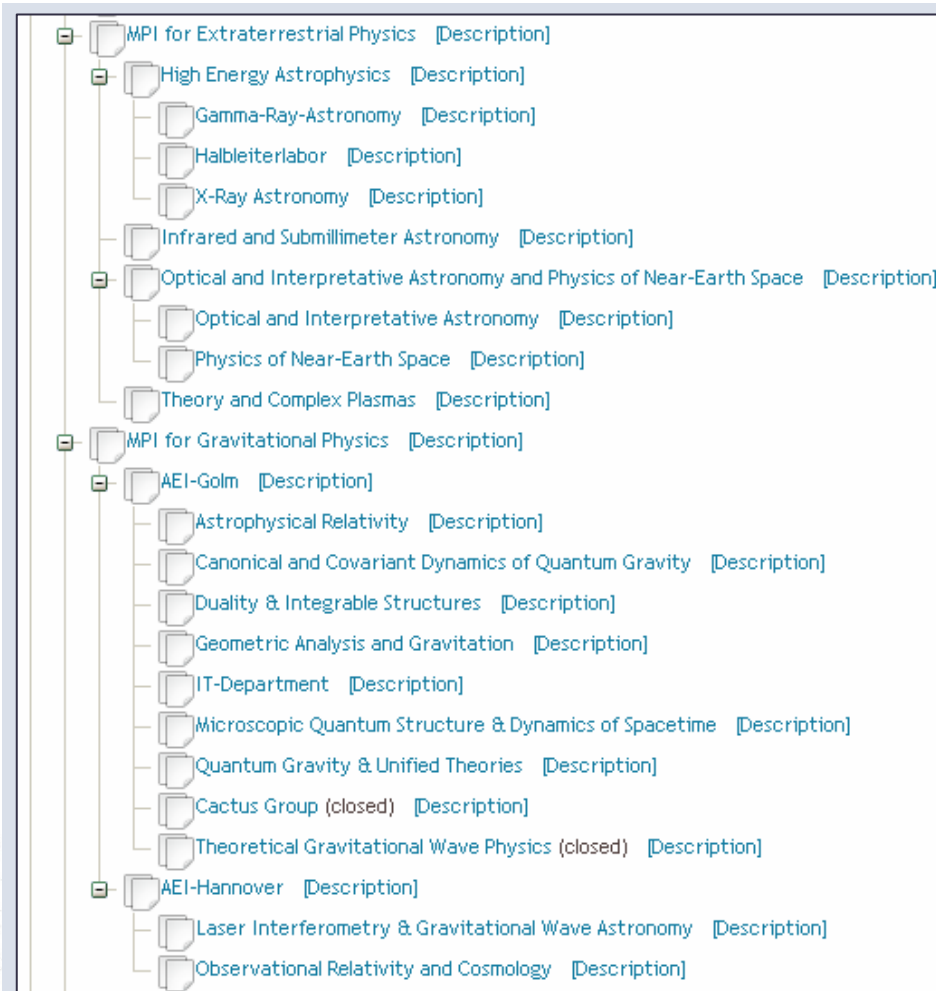 MPI for Extraterrestrial Physics [Description]
High Energy Astrophysics [Description]
Gamma-Ray-Astronomy [Description]
Halbleiterlabor [Description]
X-Ray Astronomy [Description]
Infrared and Submillimeter Astronomy [Description]
Optical and Interpretative Astronomy and Physics of Near-Earth Space [Description]
Optical and Interpretative Astronomy [Description]
Physics of Near-Earth Space [Description]
Theory and Complex Plasmas [Description]
MPI for Gravitational Physics [Description]
AEI-Golm [Description]
Astrophysical Relativity [Description]
Canonical and Covariant Dynamics of Quantum Gravity [Description]
Duality & Integrable Structures [Description]
Geometric Analysis and Gravitation [Description]
IT-Department [Description]
Microscopic Quantum Structure & Dynamics of Spacetime [Description]
Quantum Gravity & Unified Theories [Description]
Cactus Group (closed) [Description]
Theoretical Gravitational Wave Physics (closed) [Description]
AEI-Hannover [Description]
Laser Interferometry & Gravitational Wave Astronomy [Description]
Observational Relativity and Cosmology [Description]